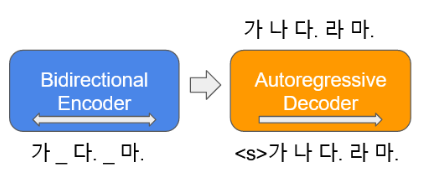 가 나 다. 라 마.
Bidirectional
Encoder
Autoregressive
Decoder
가 _ 다. _ 마.
<s>가 나 다. 라 마.